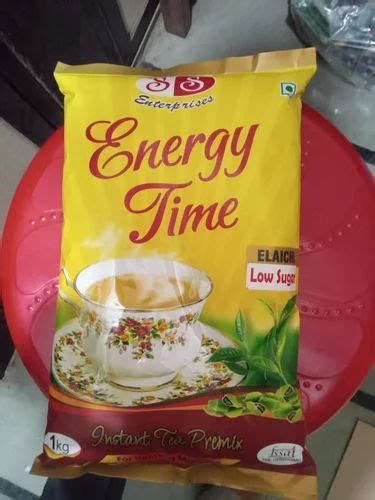 SS
Enterprises
Energy
Time
ELAICHI
Low Sugar
1kg
Instant Tea Premix
fssai